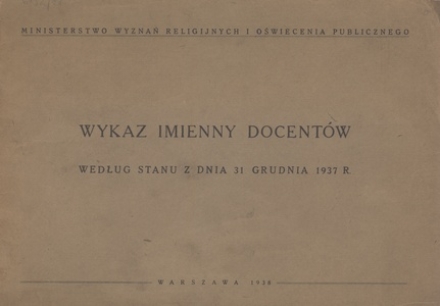 MINISTERSTWO WYZNAŃ RELIGIJNYCH I OŚWIECENIA PUBLICZNEGO
WYKAZ IMIENNY DOCENTÓW
WEDŁUG STANU Z DNIA 31 GRUDNIA 1937 R.
WARSZAWA 1938